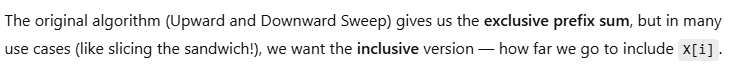 The original algorithm (Upward and Downward Sweep) gives us the exclusive prefix sum, but in many
use cases (like slicing the sandwich!), we want the inclusive version — how far we go to include X[i].